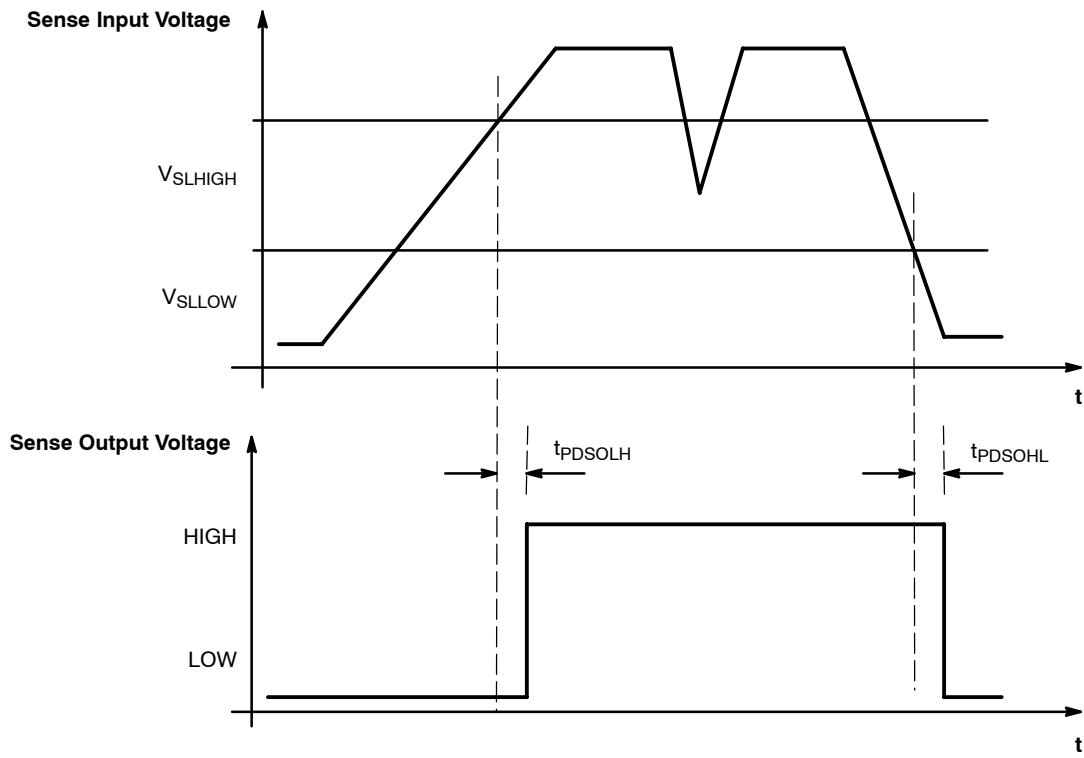 Sense Input Voltage
VSLHIGH
VSLLOW
t
Sense Output Voltage
tPDSOLH
tPDSOHL
HIGH
LOW
t